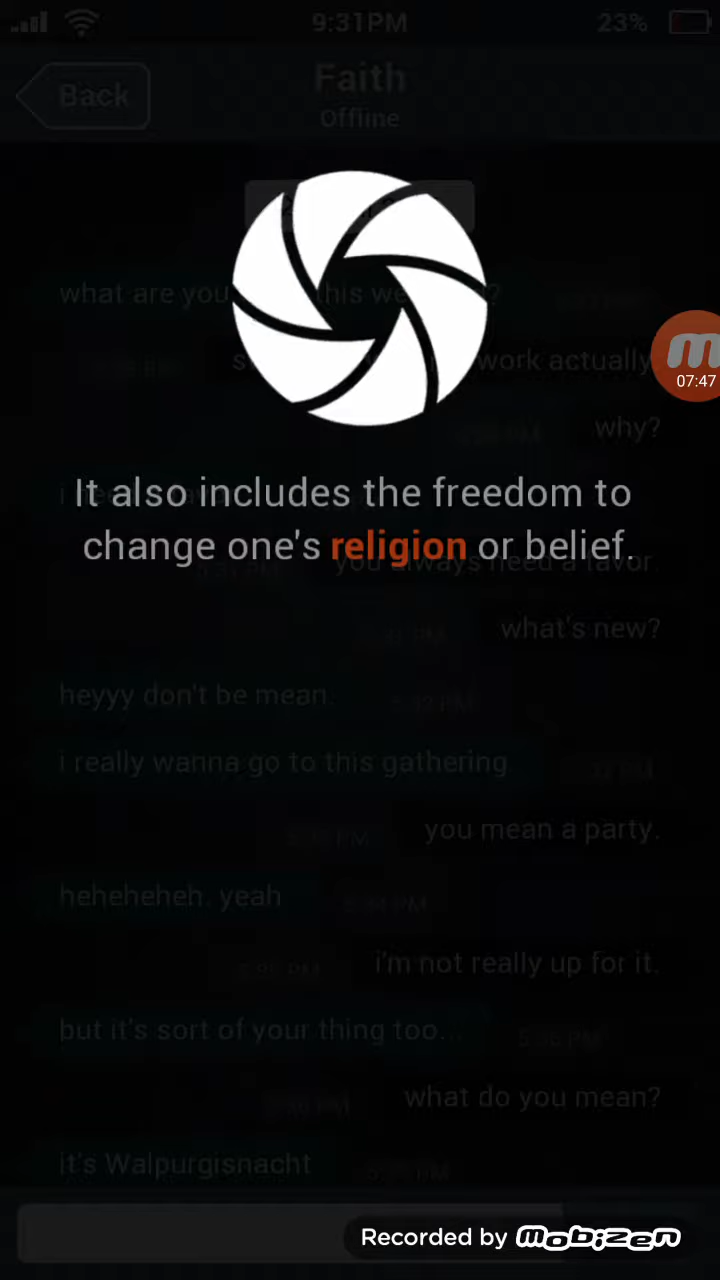 9:31PM
23%
Back
Faith
Offline
what are you this we ?
work actually
why?
07:47
It also includes the freedom to
change one's religion or belief.
you always need a favor.
what's new?
heyyy don't be mean.
i really wanna go to this gathering
you mean a party.
heheheheh. yeah
i'm not really up for it.
but it's sort of your thing too...
what do you mean?
it's Walpurgisnacht
Recorded by mobizen